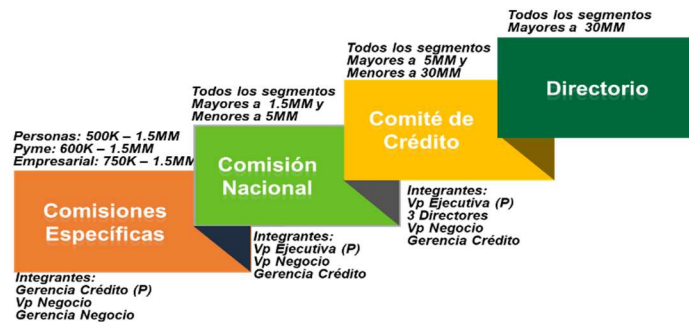 Todos los segmentos
Mayores a 30MM
Directorio
Todos los segmentos
Mayores a 5MM y
Menores a 30MM
Comité de
Crédito
Integrantes:
Vp Ejecutiva (P)
3 Directores
Vp Negocio
Gerencia Crédito
Todos los segmentos
Mayores a 1.5MM y
Menores a 5MM
Comisión
Nacional
Integrantes:
Vp Ejecutiva (P)
Vp Negocio
Gerencia Crédito
Personas: 500K – 1.5MM
Pyme: 600K – 1.5MM
Empresarial: 750K – 1.5MM
Comisiones
Específicas
Integrantes:
Gerencia Crédito (P)
Vp Negocio
Gerencia Negocio